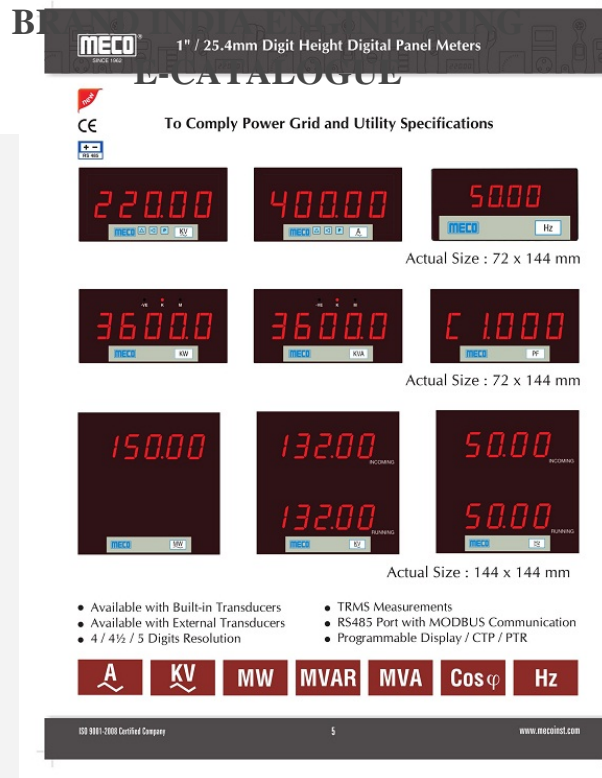 BRAND INDIA ENGINEERING
MECO®
SINCE 1962
1" / 25.4mm Digit Height Digital Panel Meters
E-CATALOGUE
new
CE
To Comply Power Grid and Utility Specifications
+ -
RS 485
220.00
MECO KV
400.00
MECO A
50.00
MECO Hz
Actual Size : 72 x 144 mm
-VE K M
3600.0
MECO KW
-VE K M
3600.0
MECO KVA
C 1.000
MECO PF
Actual Size : 72 x 144 mm
150.00
MECO MW
132.00
INCOMING
132.00
RUNNING
MECO KV
50.00
INCOMING
50.00
RUNNING
MECO HZ
Actual Size : 144 x 144 mm
• Available with Built-in Transducers
• Available with External Transducers
• 4 / 4½ / 5 Digits Resolution
• TRMS Measurements
• RS485 Port with MODBUS Communication
• Programmable Display / CTP / PTR
A KV MW MVAR MVA Cos φ Hz
ISO 9001-2008 Certified Company 5 www.mecoinst.com